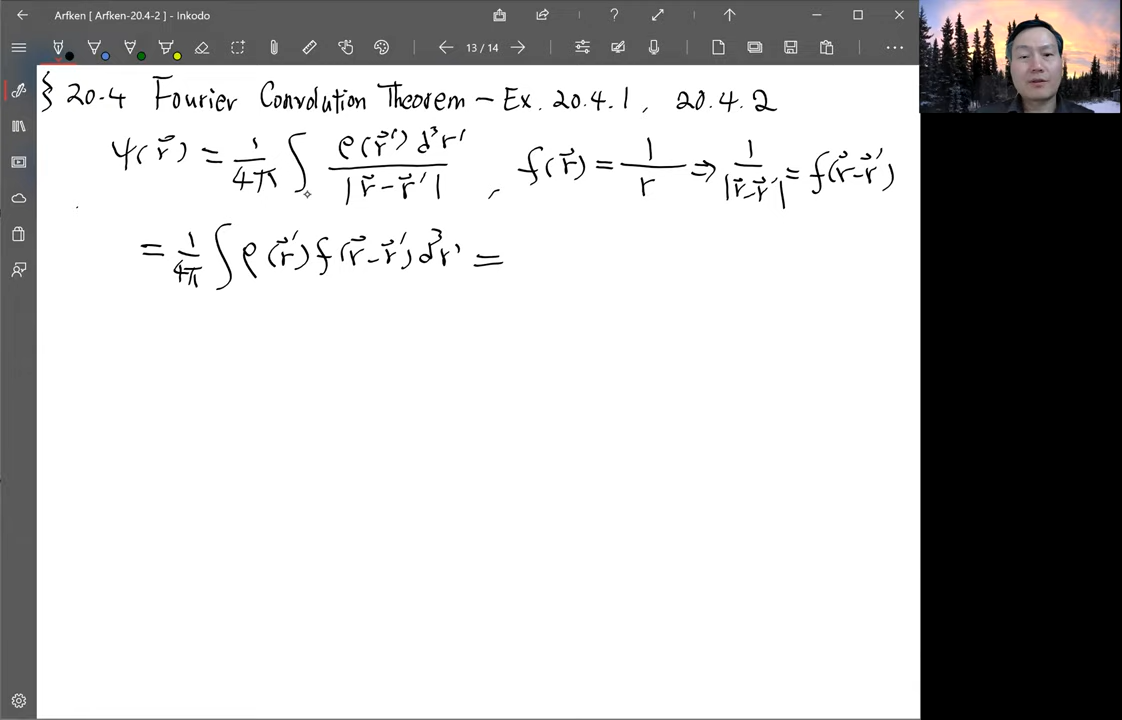 Arfken [ Arfken-20.4-2 ] - Inkodo
13 / 14
§ 20.4 Fourier Convolution Theorem - Ex. 20.4.1, 20.4.2
ψ(r⃗) = 1/4π ∫ ρ(r⃗′) d³r′ / |r⃗ - r⃗′| , f(r⃗) = 1/r ⇒ 1/|r⃗-r⃗′| = f(r⃗-r⃗′)
= 1/4π ∫ ρ(r⃗′) f(r⃗-r⃗′) d³r′ =